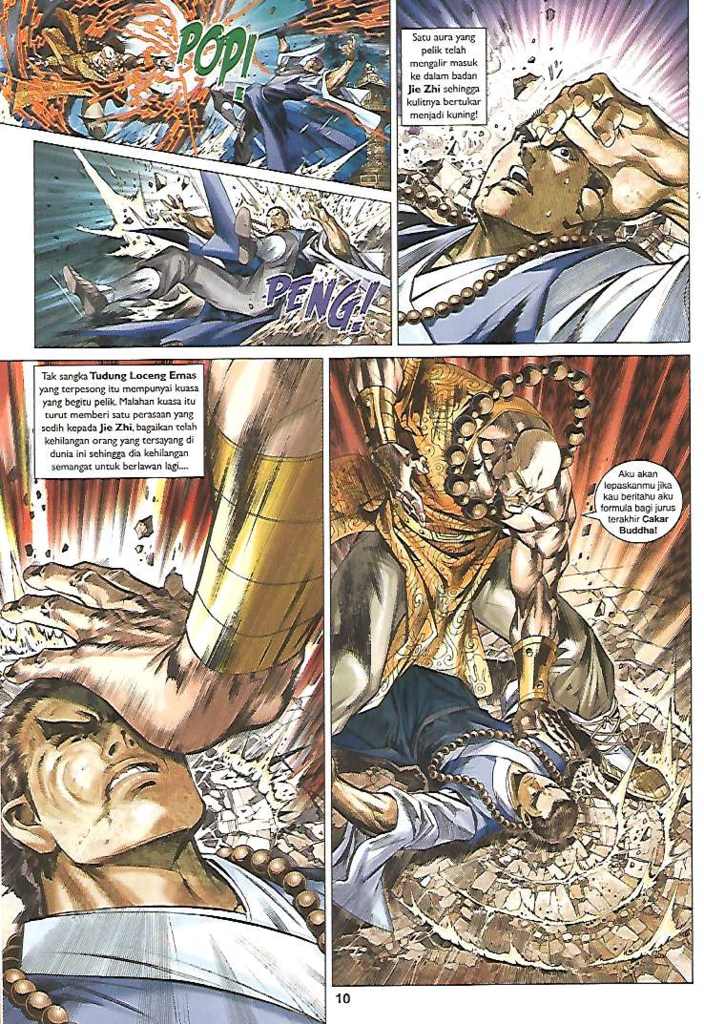 POP!
Satu aura yang
pelik telah
mengalir masuk
ke dalam badan
Jie Zhi sehingga
kulitnya bertukar
menjadi kuning!
PENG!
Tak sangka Tudung Loceng Emas
yang terpesong itu mempunyai kuasa
yang begitu pelik. Malahan kuasa itu
turut memberi satu perasaan yang
sedih kepada Jie Zhi, bagaikan telah
kehilangan orang yang tersayang di
dunia ini sehingga dia kehilangan
semangat untuk berlawan lagi....
Aku akan
lepaskanmu jika
kau beritahu aku
formula bagi jurus
terakhir Cakar
Buddha!
10